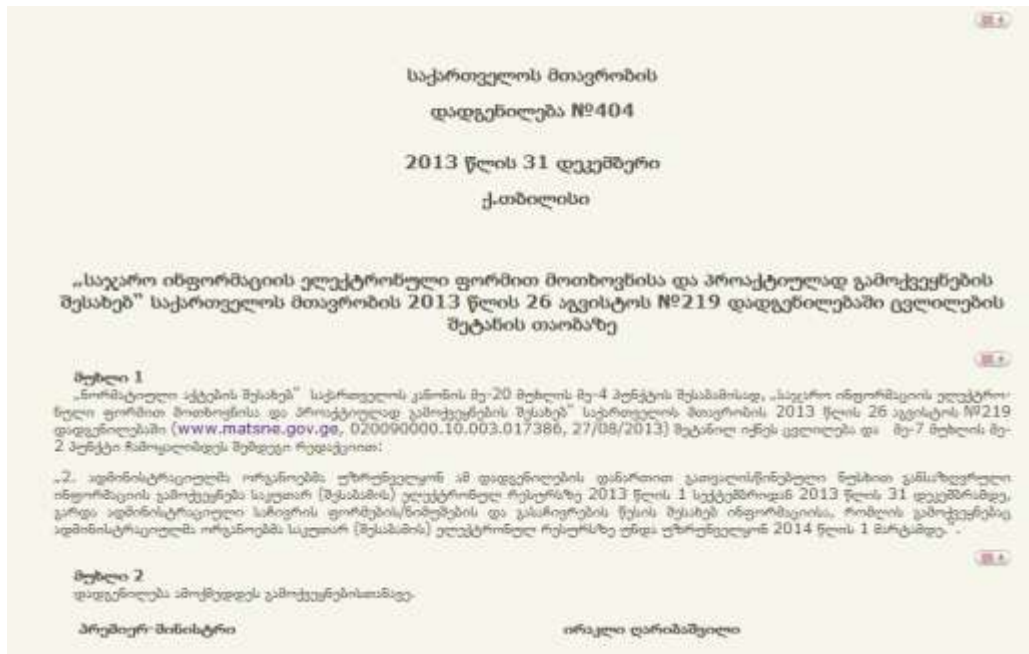 საქართველოს მთავრობის
დადგენილება №404
2013 წლის 31 დეკემბერი
ქ.თბილისი
„საჯარო ინფორმაციის ელექტრონული ფორმით მოთხოვნისა და პროაქტიულად გამოქვეყნების
შესახებ" საქართველოს მთავრობის 2013 წლის 26 აგვისტოს №219 დადგენილებაში ცვლილების
შეტანის თაობაზე
მუხლი 1
„ნორმატიული აქტების შესახებ" საქართველოს კანონის მე-20 მუხლის მე-4 პუნქტის შესაბამისად, „საჯარო ინფორმაციის ელექტრო-
ნული ფორმით მოთხოვნისა და პროაქტიულად გამოქვეყნების შესახებ" საქართველოს მთავრობის 2013 წლის 26 აგვისტოს №219
დადგენილებაში (www.matsne.gov.ge, 020090000.10.003.017386, 27/08/2013) შეტანილ იქნეს ცვლილება და მე-7 მუხლის მე-
2 პუნქტი ჩამოყალიბდეს შემდეგი რედაქციით:
„2. ადმინისტრაციულმა ორგანოებმა უზრუნველყონ ამ დადგენილების დანართით გათვალისწინებული ნუსხით განსაზღვრული
ინფორმაციის გამოქვეყნება საკუთარ (შესაბამის) ელექტრონულ რესურსზე 2013 წლის 1 სექტემბრიდან 2013 წლის 31 დეკემბრამდე,
გარდა ადმინისტრაციული საჩივრის ფორმების/ნიმუშების და გასაჩივრების წესის შესახებ ინფორმაციისა, რომლის გამოქვეყნებაც
ადმინისტრაციულმა ორგანოებმა საკუთარ (შესაბამის) ელექტრონულ რესურსზე უნდა უზრუნველყონ 2014 წლის 1 მარტამდე.".
მუხლი 2
დადგენილება ამოქმედდეს გამოქვეყნებისთანავე.
პრემიერ-მინისტრი ირაკლი ღარიბაშვილი